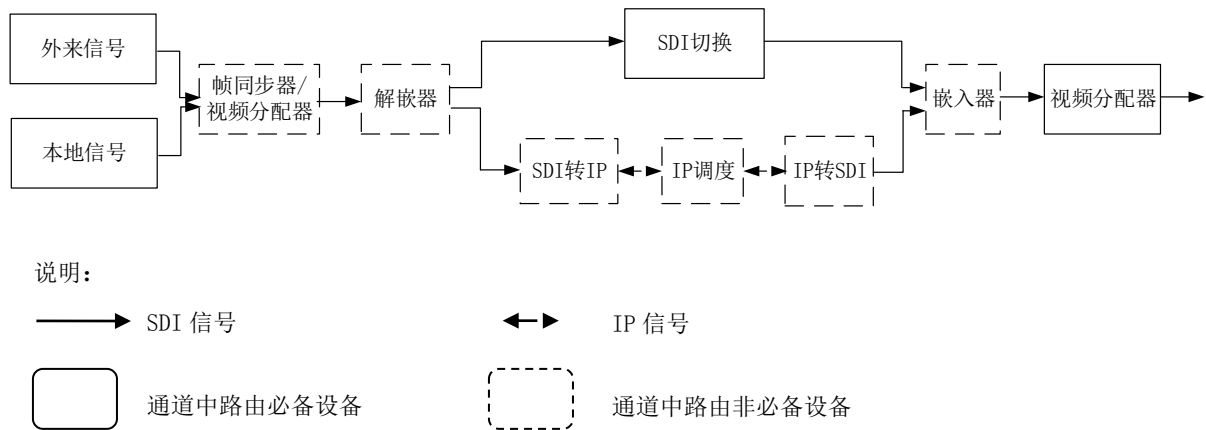 外来信号
本地信号
帧同步器/
视频分配器
解嵌器
SDI切换
SDI转IP
IP调度
IP转SDI
嵌入器
视频分配器
说明：
SDI 信号
IP 信号
通道中路由必备设备
通道中路由非必备设备